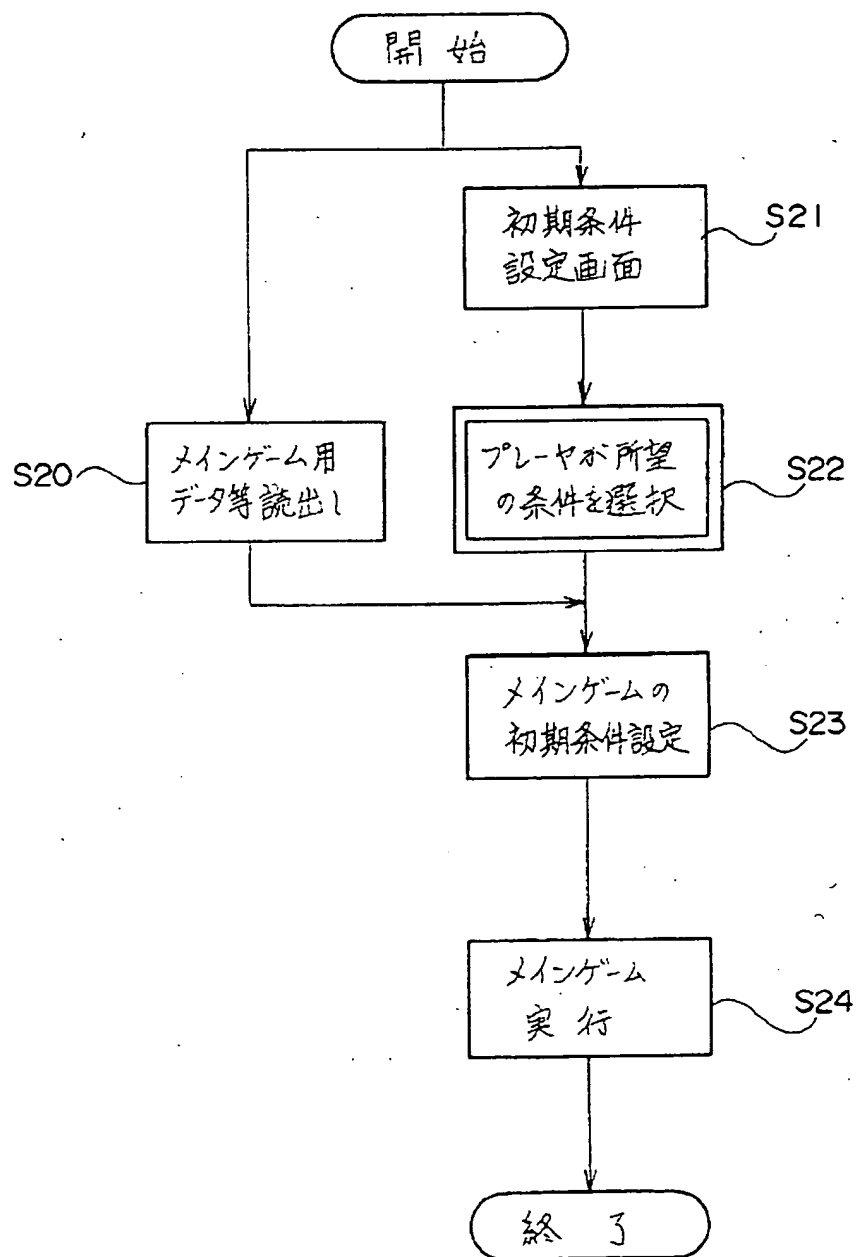 開始
初期条件
設定画面
S21
S20
メインゲーム用
データ等読出し
プレーヤが所望
の条件を選択
S22
メインゲームの
初期条件設定
S23
メインゲーム
実行
S24
終了